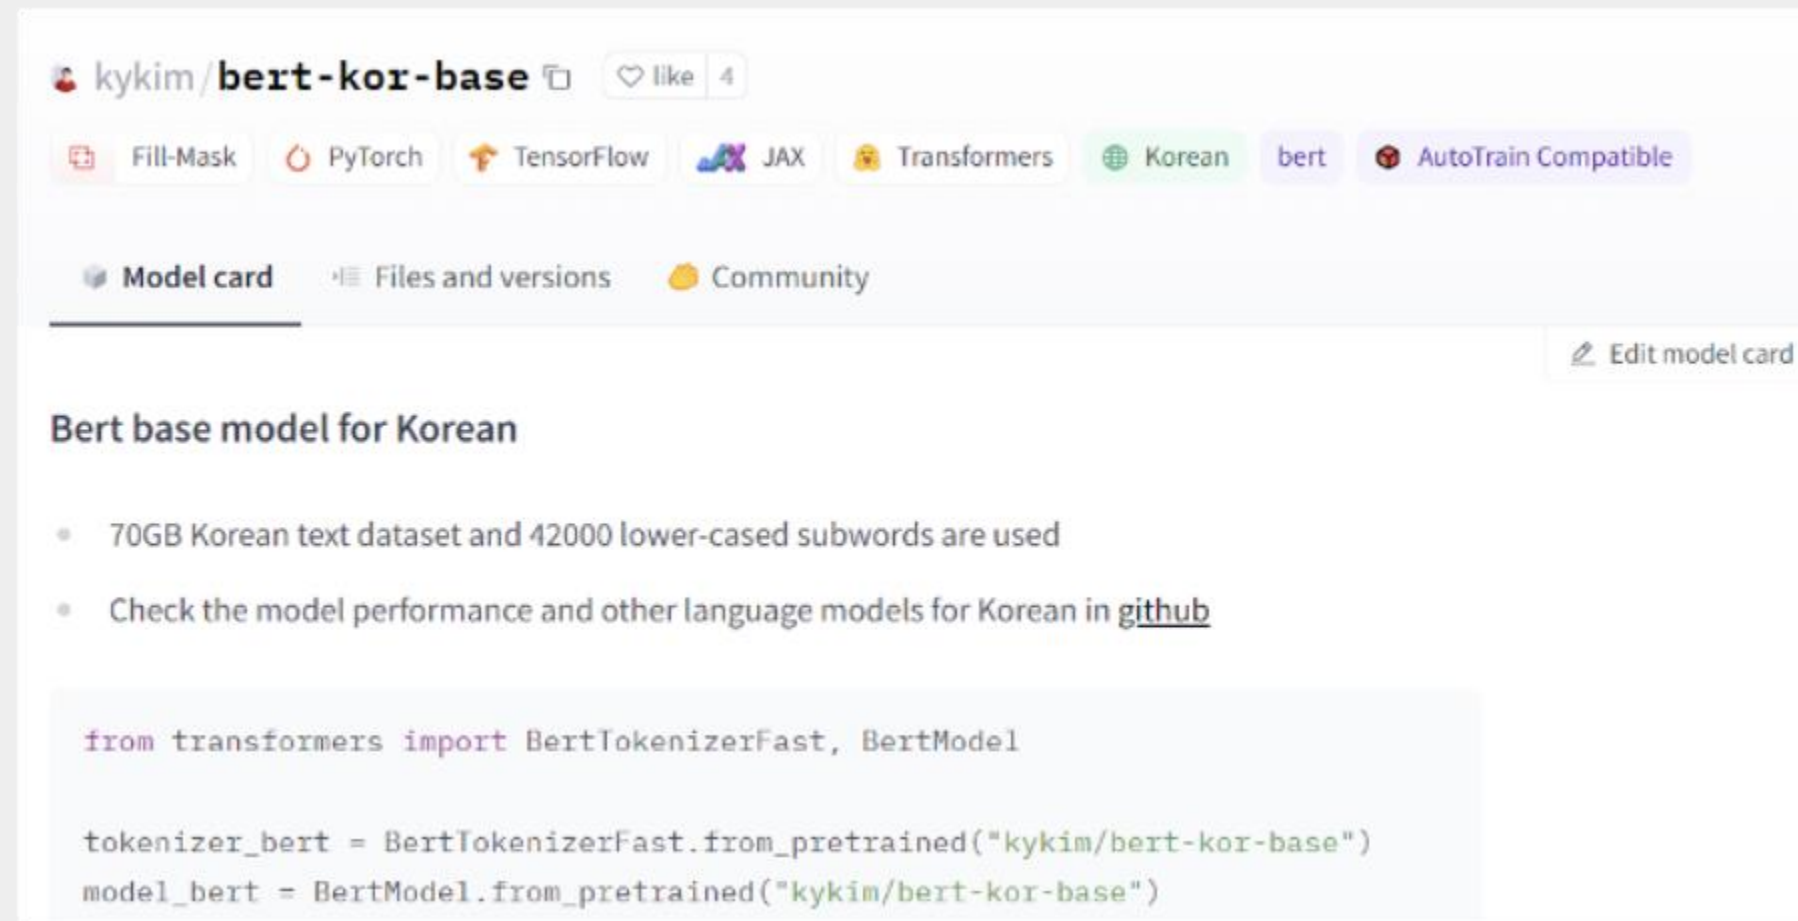 kykim/bert-kor-base like 4
Fill-Mask PyTorch TensorFlow JAX Transformers Korean bert AutoTrain Compatible
Model card Files and versions Community
Edit model card
Bert base model for Korean
70GB Korean text dataset and 42000 lower-cased subwords are used
Check the model performance and other language models for Korean in github
from transformers import BertTokenizerFast, BertModel
tokenizer_bert = BertTokenizerFast.from_pretrained("kykim/bert-kor-base")
model_bert = BertModel.from_pretrained("kykim/bert-kor-base")